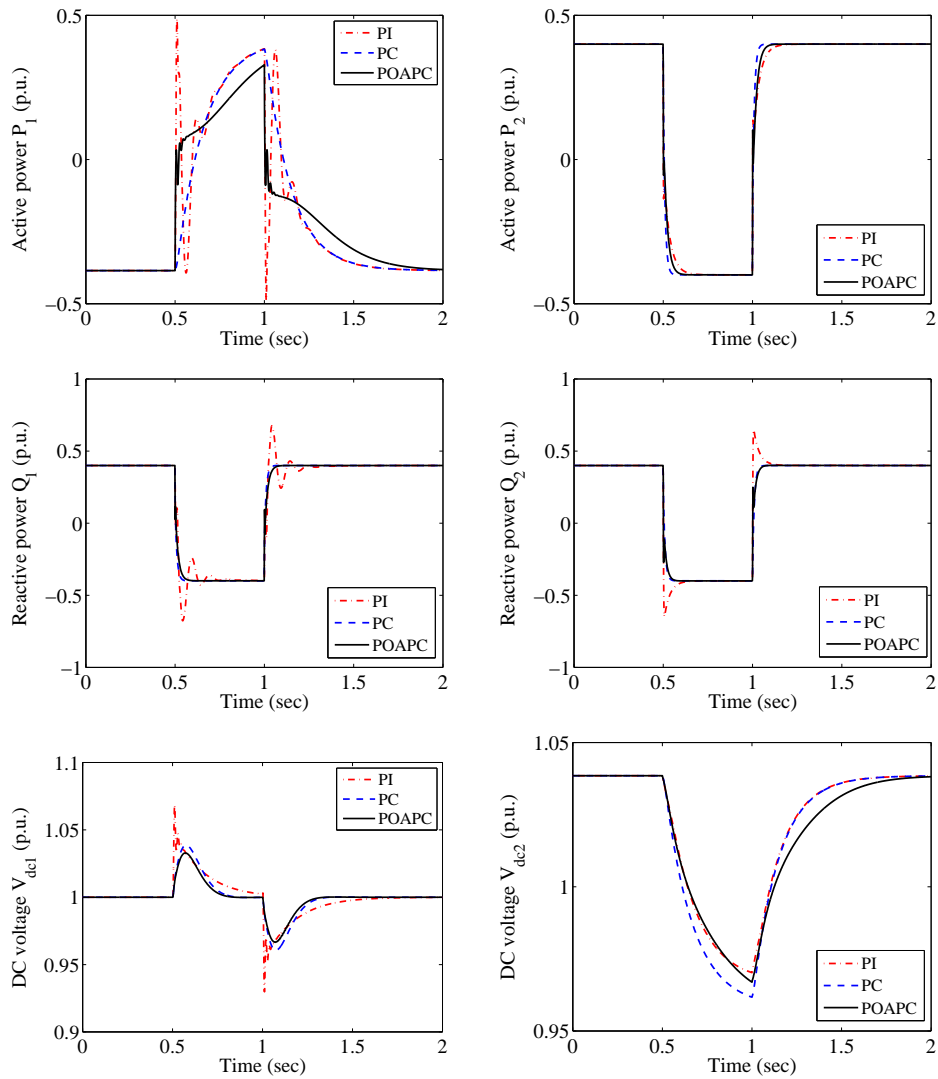 0.5
0
−0.5
Active power P1 (p.u.)
PI
PC
POAPC
0 0.5 1 1.5 2
Time (sec)
0.5
0
−0.5
Active power P2 (p.u.)
PI
PC
POAPC
0 0.5 1 1.5 2
Time (sec)
1
0.5
0
−0.5
−1
Reactive power Q1 (p.u.)
PI
PC
POAPC
0 0.5 1 1.5 2
Time (sec)
1
0.5
0
−0.5
−1
Reactive power Q2 (p.u.)
PI
PC
POAPC
0 0.5 1 1.5 2
Time (sec)
1.1
1.05
1
0.95
0.9
DC voltage Vdc1 (p.u.)
PI
PC
POAPC
0 0.5 1 1.5 2
Time (sec)
1.05
1
0.95
DC voltage Vdc2 (p.u.)
PI
PC
POAPC
0 0.5 1 1.5 2
Time (sec)